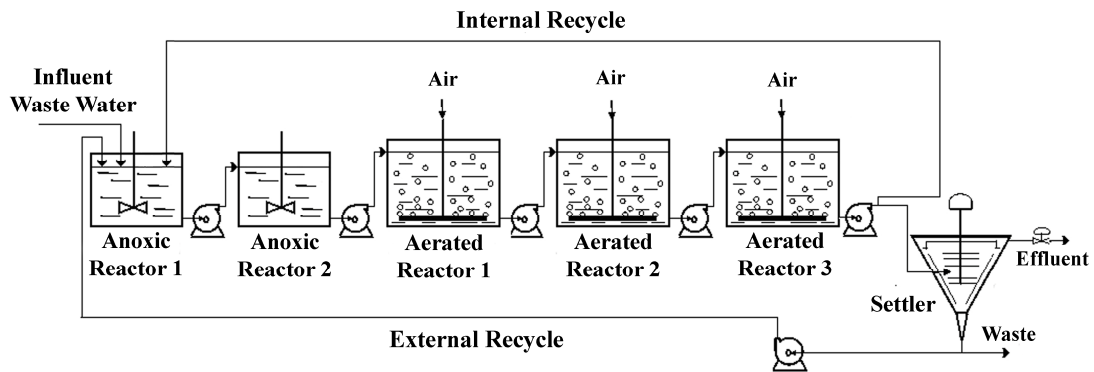 Internal Recycle
Influent
Waste Water
Air
Air
Air
Anoxic
Reactor 1
Anoxic
Reactor 2
Aerated
Reactor 1
Aerated
Reactor 2
Aerated
Reactor 3
Effluent
Settler
Waste
External Recycle